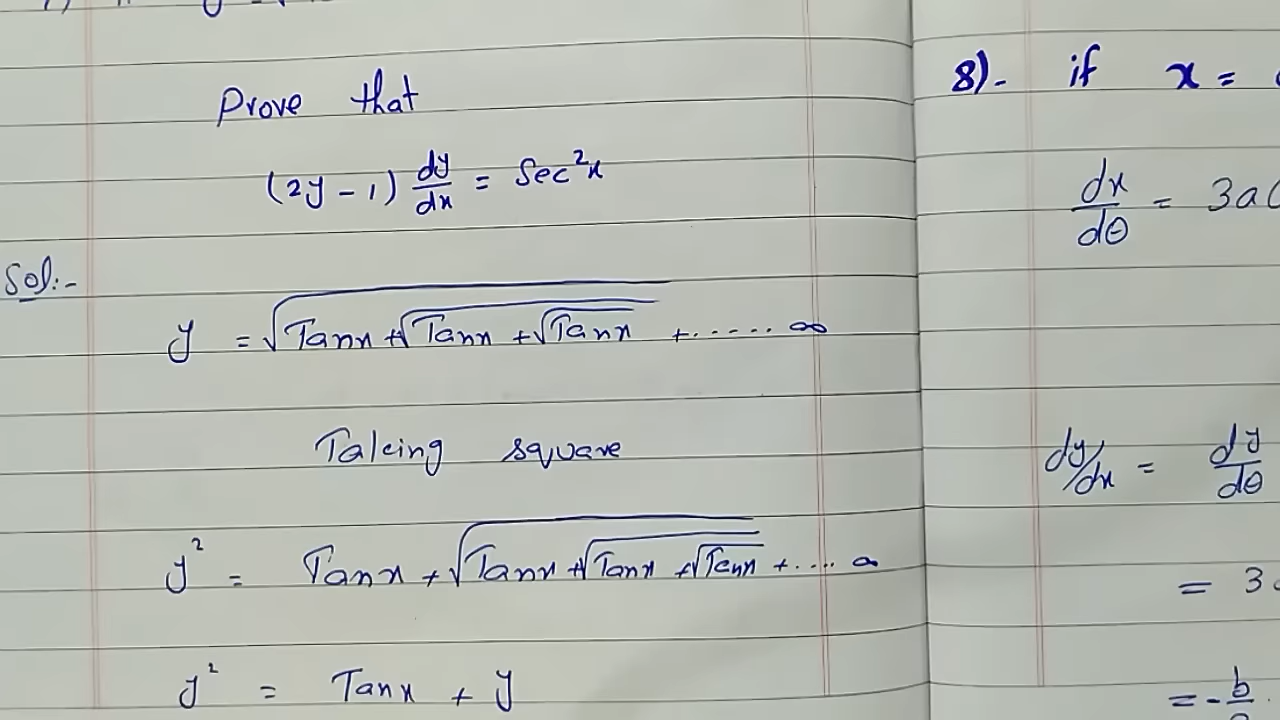 Prove that
(2y - 1) dy/dx = Sec²x
Sol:-
y = √(Tanx + √(Tanx + √(Tanx + ..... ∞
Taking square
y² = Tanx + √(Tanx + √(Tanx + √(Tanx + .... ∞
y² = Tanx + y
8)- if x =
dx/dθ = 3a
dy/dx = dy/dθ
= 3
= - b